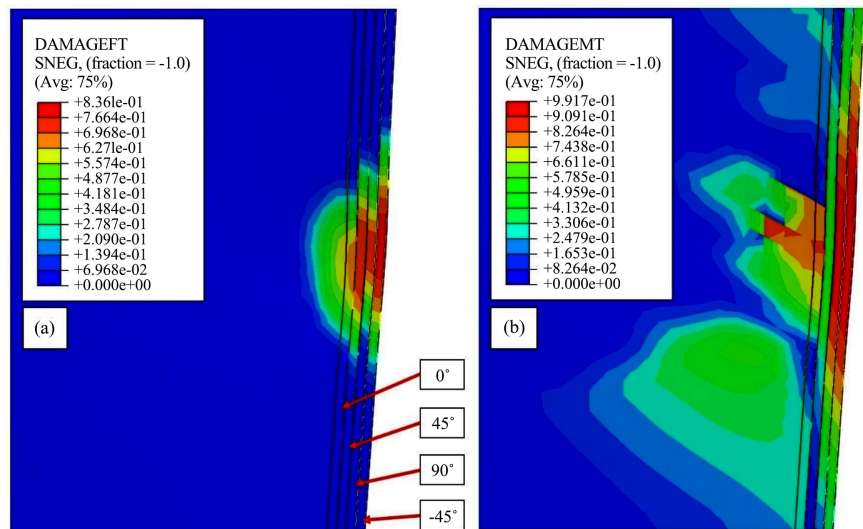 DAMAGEFT
SNEG, (fraction = -1.0)
(Avg: 75%)
+8.361e-01
+7.664e-01
+6.968e-01
+6.271e-01
+5.574e-01
+4.877e-01
+4.181e-01
+3.484e-01
+2.787e-01
+2.090e-01
+1.394e-01
+6.968e-02
+0.000e+00
(a)
0°
45°
90°
-45°
DAMAGEMT
SNEG, (fraction = -1.0)
(Avg: 75%)
+9.917e-01
+9.091e-01
+8.264e-01
+7.438e-01
+6.611e-01
+5.785e-01
+4.959e-01
+4.132e-01
+3.306e-01
+2.479e-01
+1.653e-01
+8.264e-02
+0.000e+00
(b)